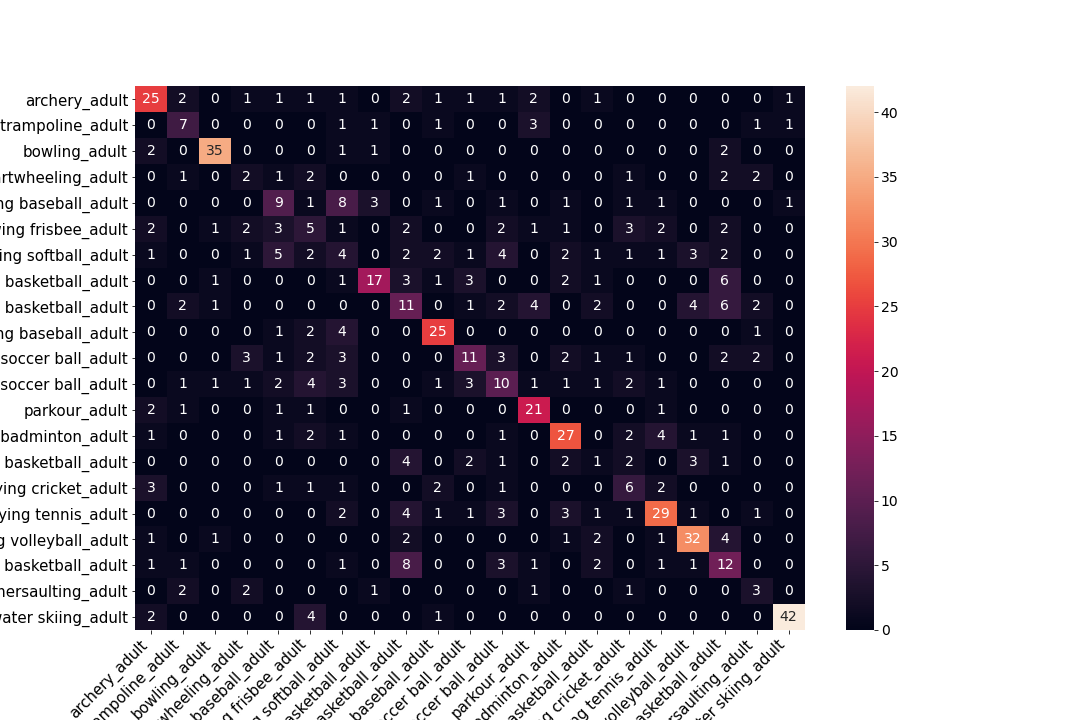 archery_adult 25 2 0 1 1 1 1 0 2 1 1 1 2 0 1 0 0 0 0 0 1
trampoline_adult 0 7 0 0 0 0 1 1 0 1 0 0 3 0 0 0 0 0 0 1 1
bowling_adult 2 0 35 0 0 0 1 1 0 0 0 0 0 0 0 0 0 0 2 0 0
rtwheeling_adult 0 1 0 2 1 2 0 0 0 0 1 0 0 0 0 1 0 0 2 2 0
ng baseball_adult 0 0 0 1 9 1 8 3 0 1 0 1 0 1 0 1 1 0 0 0 1
ing frisbee_adult 2 0 1 2 3 5 1 0 2 0 0 2 1 1 0 3 2 0 2 0 0
ing softball_adult 1 0 0 1 5 2 4 0 2 2 1 4 0 2 1 1 1 3 2 0 0
basketball_adult 0 0 1 0 0 0 1 17 3 1 3 0 0 2 1 0 0 0 6 0 0
basketball_adult 0 2 1 0 0 0 0 0 11 0 1 2 4 0 2 0 0 4 6 2 0
ng baseball_adult 0 0 0 0 1 2 4 0 0 25 0 0 0 0 0 0 0 0 0 1 0
soccer ball_adult 0 0 0 3 1 2 3 0 0 0 11 3 0 2 1 1 0 0 2 2 0
soccer ball_adult 0 1 1 1 2 4 3 0 0 1 3 10 1 1 1 2 1 0 0 0 0
parkour_adult 2 1 0 0 1 1 0 0 1 0 0 0 21 0 0 0 1 0 0 0 0
badminton_adult 1 0 0 0 1 2 1 0 0 0 0 1 0 27 0 2 4 1 1 0 0
basketball_adult 0 0 0 0 0 0 0 0 4 0 2 1 0 2 1 2 0 3 1 0 0
ying cricket_adult 3 0 0 0 1 1 1 0 0 2 0 1 0 0 0 6 2 0 0 0 0
ying tennis_adult 0 0 0 0 0 0 2 0 4 1 1 3 0 3 1 1 29 1 0 1 0
g volleyball_adult 1 0 1 0 0 0 0 0 2 0 0 0 0 1 2 0 1 32 4 0 0
basketball_adult 1 1 0 0 0 0 1 0 8 0 0 3 1 0 2 0 1 1 12 0 0
mersaulting_adult 0 2 0 2 0 0 0 1 0 0 0 0 1 0 0 1 0 0 0 3 0
ater skiing_adult 2 0 0 0 0 4 0 0 0 1 0 0 0 0 0 0 0 0 0 0 42
archery_adult
ampoline_adult
bowling_adult
wheeling_adult
baseball_adult
g frisbee_adult
g softball_adult
asketball_adult
asketball_adult
baseball_adult
ccer ball_adult
ccer ball_adult
parkour_adult
dminton_adult
asketball_adult
ng cricket_adult
ng tennis_adult
volleyball_adult
asketball_adult
ersaulting_adult
ter skiing_adult
40
35
30
25
20
15
10
5
0